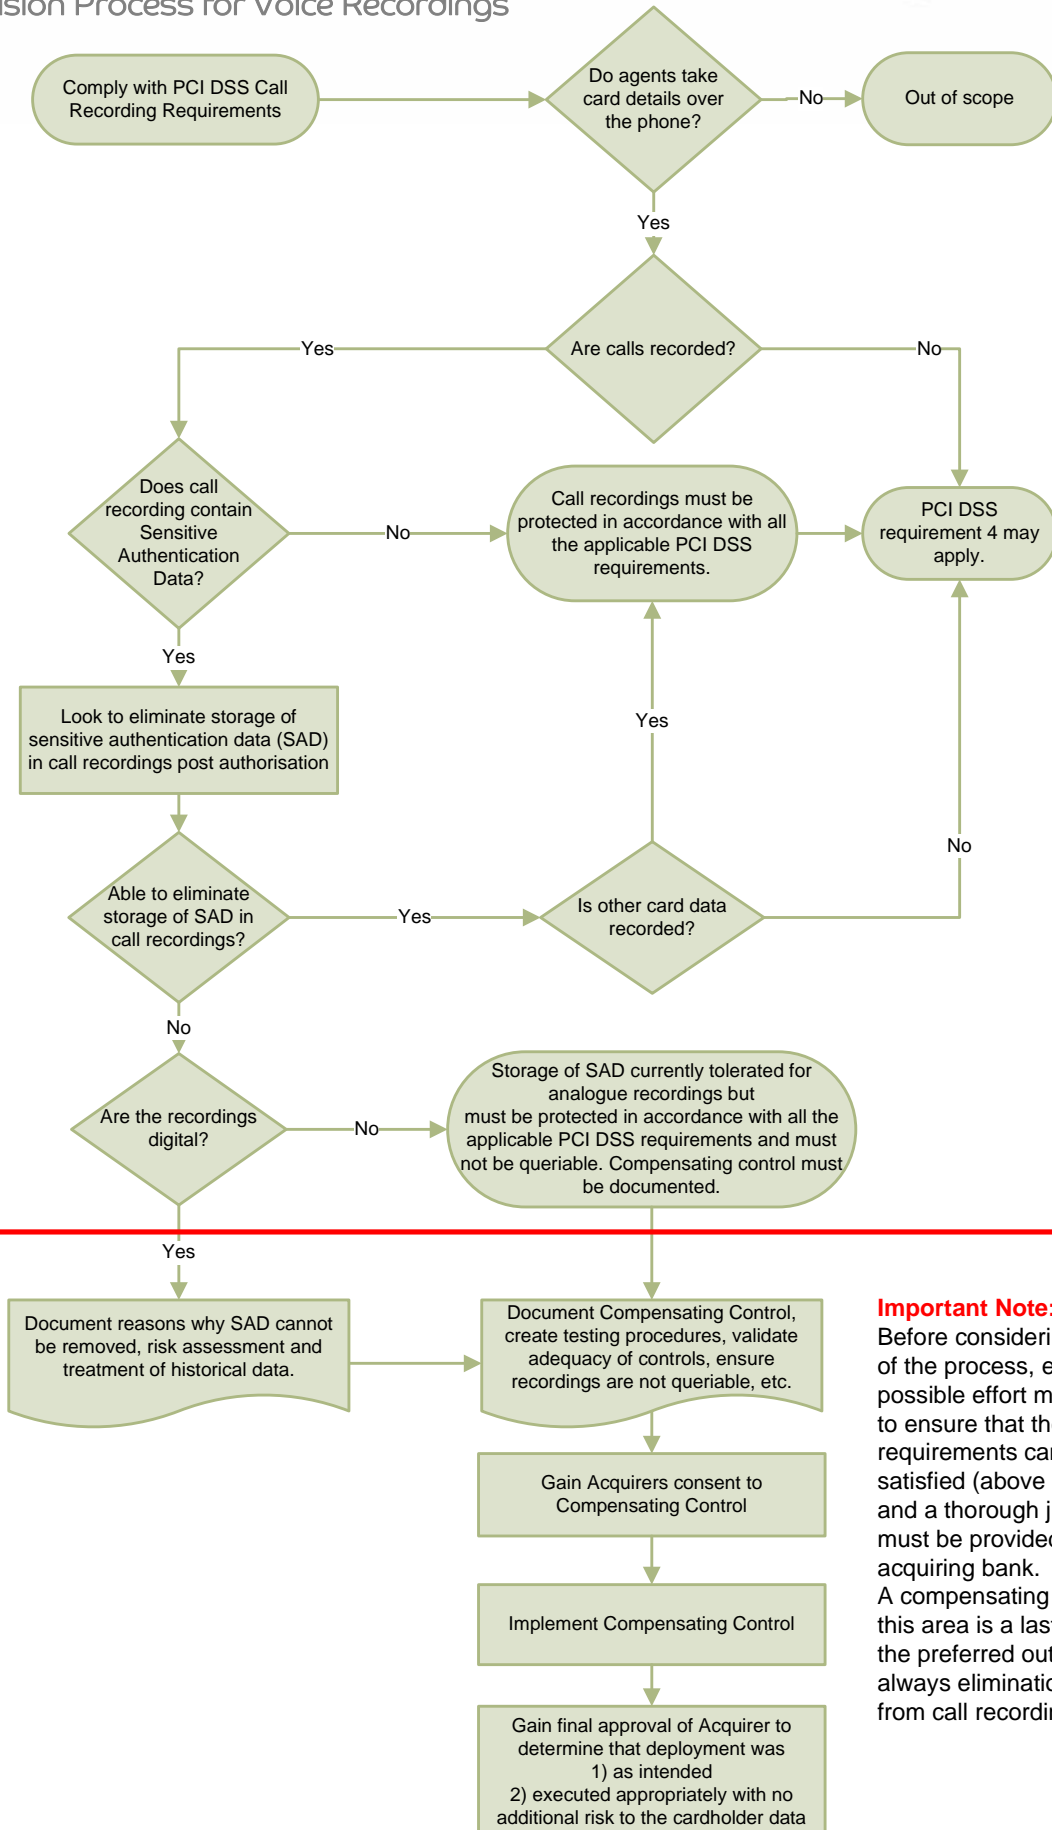 Process for Voice Recordings
Comply with PCI DSS Call
Recording Requirements
Do agents take
card details over
the phone?
No
Out of scope
Yes
Are calls recorded?
Yes
No
Does call
recording contain
Sensitive
Authentication
Data?
No
Call recordings must be
protected in accordance with all
the applicable PCI DSS
requirements.
PCI DSS
requirement 4 may
apply.
Yes
Look to eliminate storage of
sensitive authentication data (SAD)
in call recordings post authorisation
Yes
No
Able to eliminate
storage of SAD in
call recordings?
Yes
Is other card data
recorded?
No
Are the recordings
digital?
No
Storage of SAD currently tolerated for
analogue recordings but
must be protected in accordance with all the
applicable PCI DSS requirements and must
not be queriable. Compensating control must
be documented.
Yes
Document reasons why SAD cannot
be removed, risk assessment and
treatment of historical data.
Document Compensating Control,
create testing procedures, validate
adequacy of controls, ensure
recordings are not queriable, etc.
Gain Acquirers consent to
Compensating Control
Implement Compensating Control
Gain final approval of Acquirer to
determine that deployment was
1) as intended
2) executed appropriately with no
additional risk to the cardholder data
Important Note:
Before
of the process,
possible effort
to ensure that
requirements
satisfied (above
and a thorough
must be
acquiring bank.
A compensating
this area is a
the preferred
always
from call